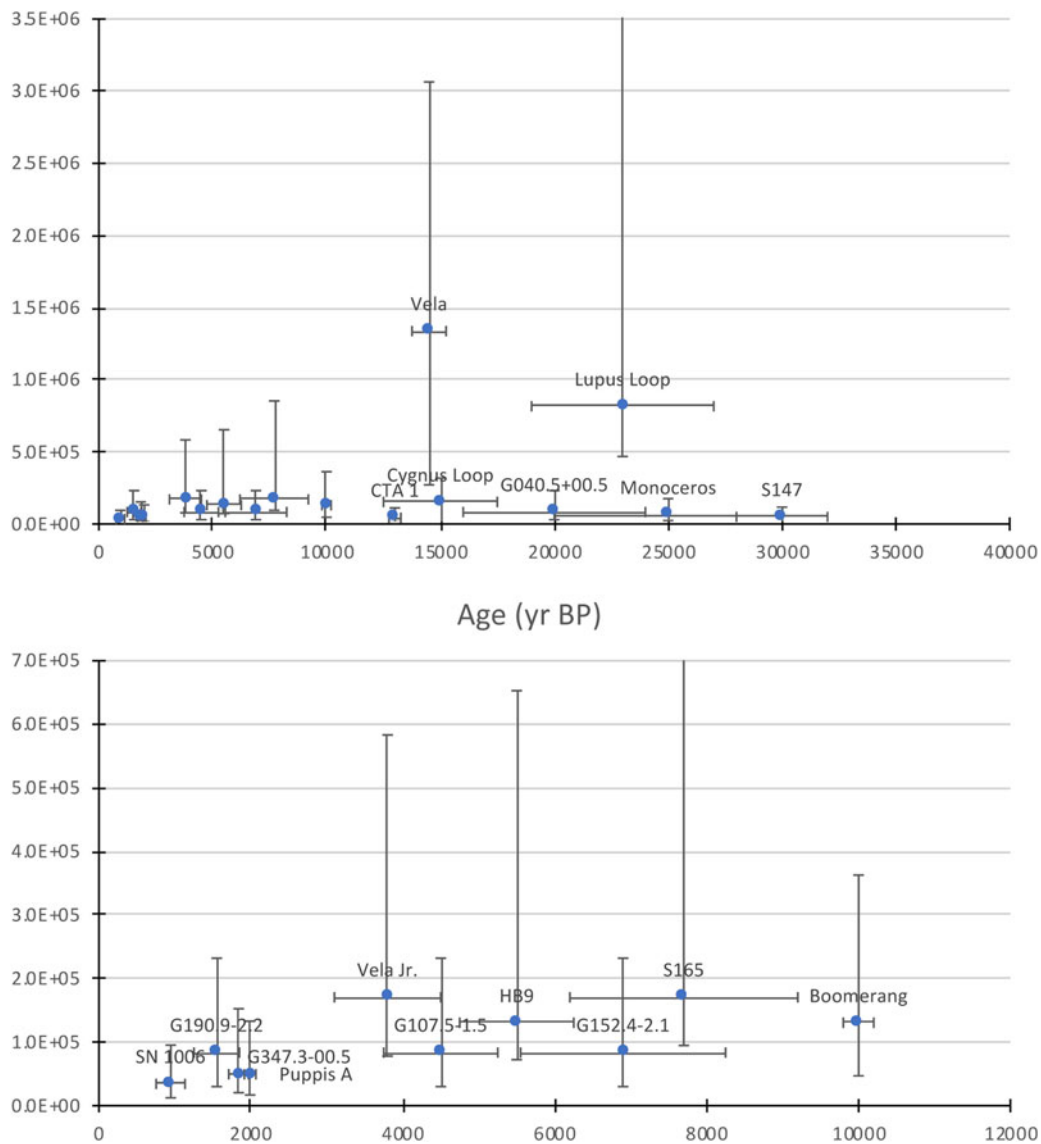 3.5E+06
3.0E+06
2.5E+06
2.0E+06
1.5E+06
1.0E+06
5.0E+05
0.0E+00
Vela
Lupus Loop
Cygnus Loop
CTA 1
G040.5+00.5
Monoceros
S147
0 5000 10000 15000 20000 25000 30000 35000 40000
Age (yr BP)
7.0E+05
6.0E+05
5.0E+05
4.0E+05
3.0E+05
2.0E+05
1.0E+05
0.0E+00
Vela Jr.
S165
HB9
Boomerang
G190.9-2.2
G107.5-1.5
G152.4-2.1
SN 1006
G347.3-00.5
Puppis A
0 2000 4000 6000 8000 10000 12000